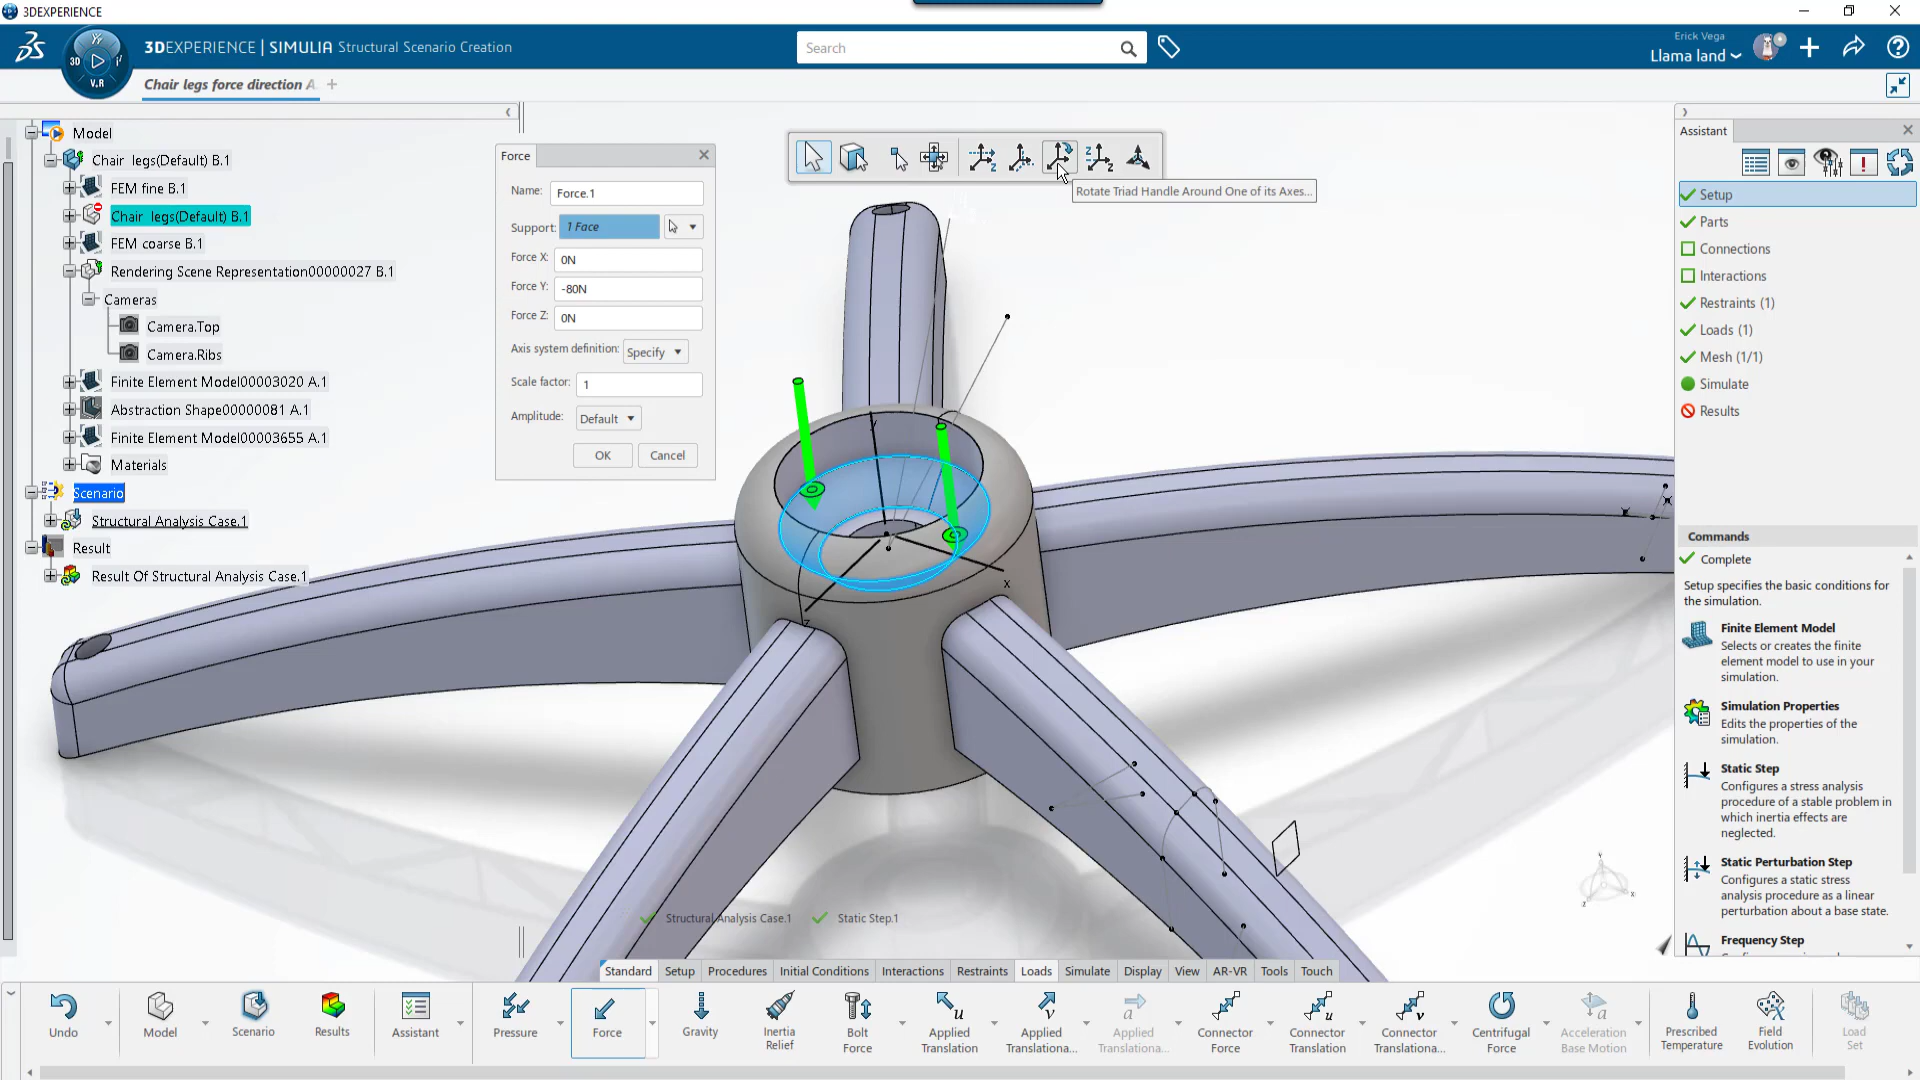 3DEXPERIENCE
3DEXPERIENCE | SIMULIA Structural Scenario Creation
3D
V.R
Search
Erick Vega
Llama land
Chair legs force direction A
Model
Chair legs(Default) B.1
FEM fine B.1
Chair legs(Default) B.1
FEM coarse B.1
Rendering Scene Representation00000027 B.1
Cameras
Camera.Top
Camera.Ribs
Finite Element Model00003020 A.1
Abstraction Shape00000081 A.1
Finite Element Model00003655 A.1
Materials
Scenario
Structural Analysis Case.1
Result
Result Of Structural Analysis Case.1
Force
Name: Force.1
Support: 1 Face
Force X: 0N
Force Y: -80N
Force Z: 0N
Axis system definition: Specify
Scale factor: 1
Amplitude: Default
OK Cancel
Rotate Triad Handle Around One of its Axes...
y
x
z
Structural Analysis Case.1 Static Step.1
Assistant
Setup
Parts
Connections
Interactions
Restraints (1)
Loads (1)
Mesh (1/1)
Simulate
Results
Commands
Complete
Setup specifies the basic conditions for
the simulation.
Finite Element Model
Selects or creates the finite
element model to use in your
simulation.
Simulation Properties
Edits the properties of the
simulation.
Static Step
Configures a stress analysis
procedure of a stable problem in
which inertia effects are
neglected.
Static Perturbation Step
Configures a static stress
analysis procedure as a linear
perturbation about a base state.
Frequency Step
Standard Setup Procedures Initial Conditions Interactions Restraints Loads Simulate Display View AR-VR Tools Touch
Undo
Model
Scenario
Results
Assistant
Pressure
Force
Gravity
Inertia
Relief
Bolt
Force
Applied
Translation
Applied
Translationa...
Applied
Translationa...
Connector
Force
Connector
Translation
Connector
Translationa...
Centrifugal
Force
Acceleration
Base Motion
Prescribed
Temperature
Field
Evolution
Load
Set